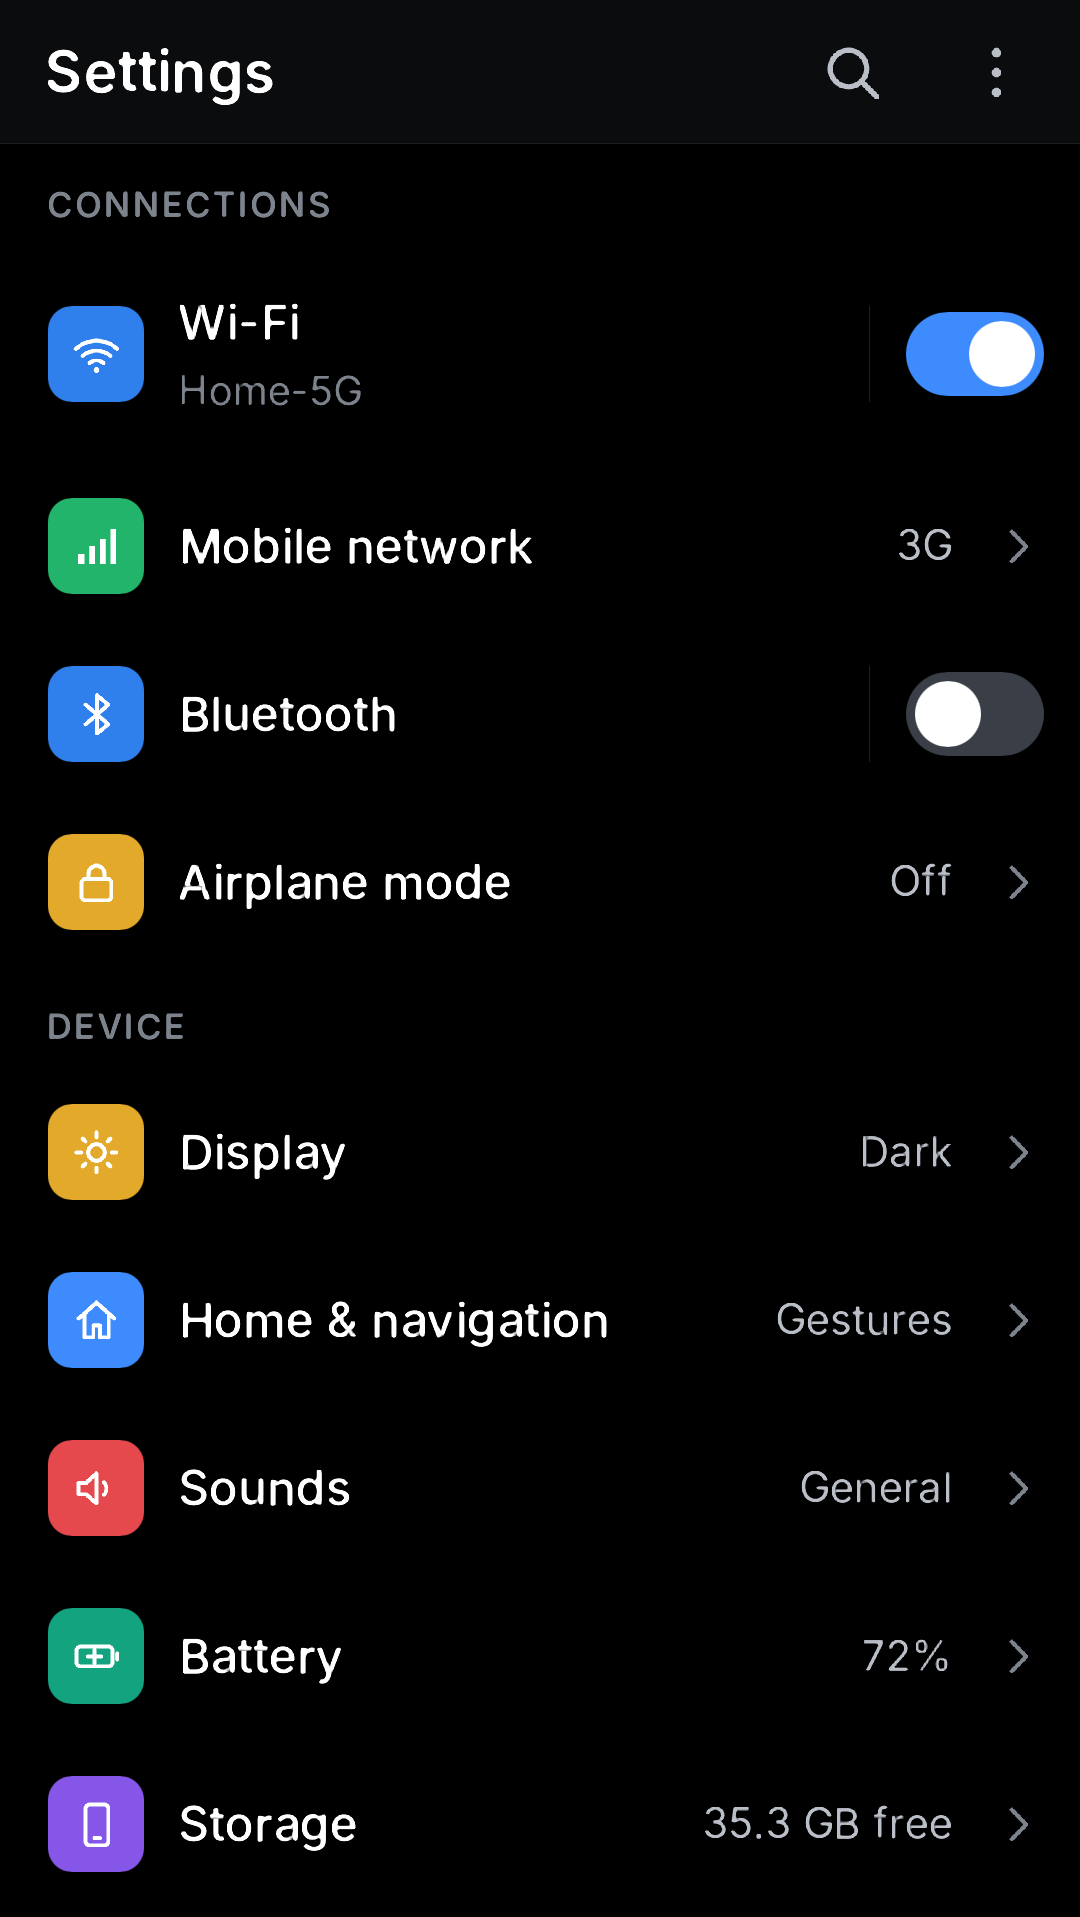 Settings
CONNECTIONS
Wi-Fi
Home-5G
Mobile network 3G
Bluetooth
Airplane mode Off
DEVICE
Display Dark
Home & navigation Gestures
Sounds General
Battery 72%
Storage 35.3 GB free